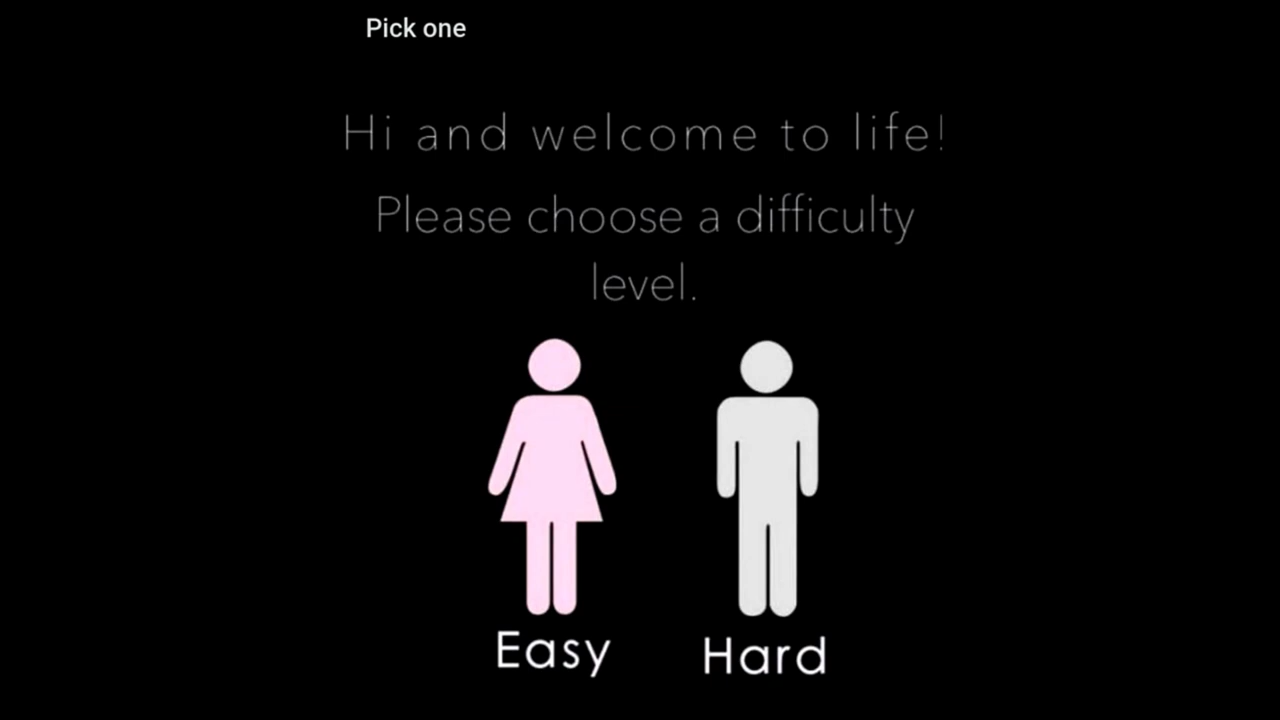 Pick one
Hi and welcome to life!
Please choose a difficulty
level.
Easy Hard